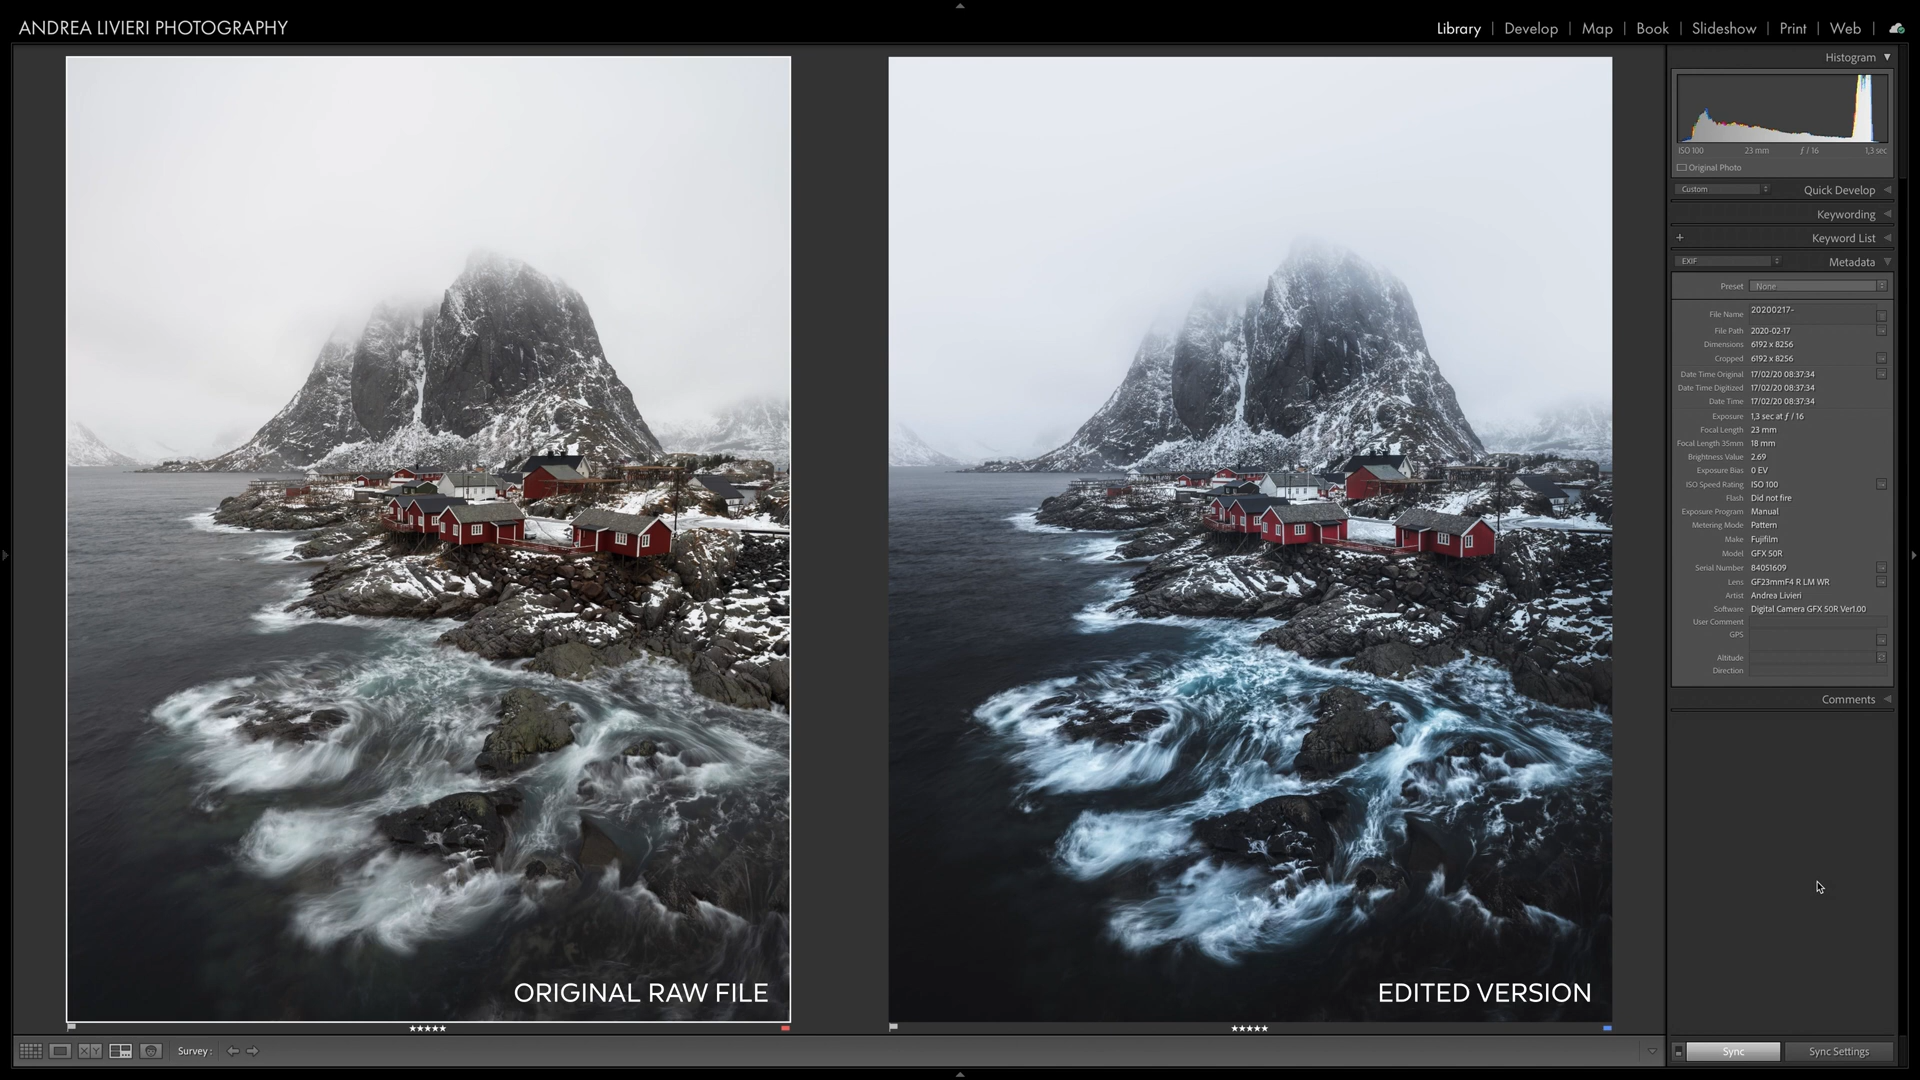 ANDREA LIVIERI PHOTOGRAPHY
Library | Develop | Map | Book | Slideshow | Print | Web |
Histogram
ISO 100 23 mm ƒ / 16 1,3 sec
Original Photo
Custom Quick Develop
Keywording
+ Keyword List
EXIF Metadata
Preset None
File Name 20200217-
File Path 2020-02-17
Dimensions 6192 x 8256
Cropped 6192 x 8256
Date Time Original 17/02/20 08:37:34
Date Time Digitized 17/02/20 08:37:34
Date Time 17/02/20 08:37:34
Exposure 1,3 sec at ƒ / 16
Focal Length 23 mm
Focal Length 35mm 18 mm
Brightness Value 2.69
Exposure Bias 0 EV
ISO Speed Rating ISO 100
Flash Did not fire
Exposure Program Manual
Metering Mode Pattern
Make Fujifilm
Model GFX 50R
Serial Number 84051609
Lens GF23mmF4 R LM WR
Artist Andrea Livieri
Software Digital Camera GFX 50R Ver1.00
User Comment
GPS
Altitude
Direction
Comments
ORIGINAL RAW FILE
EDITED VERSION
XY Survey : Sync Sync Settings